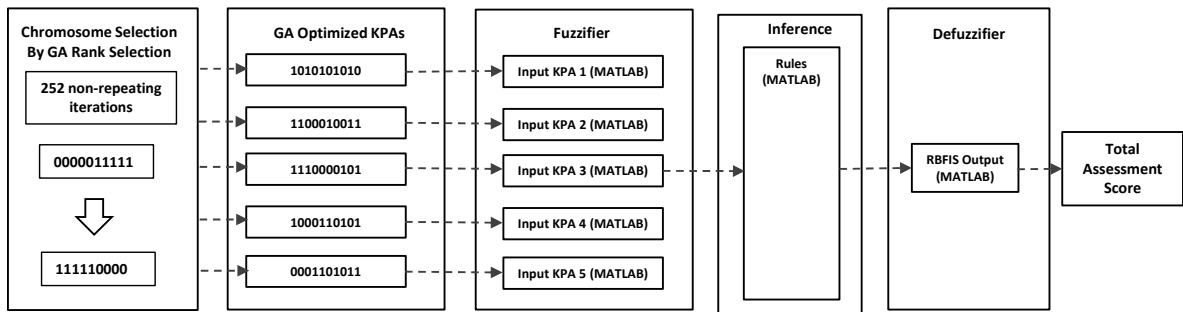 Chromosome Selection
By GA Rank Selection
252 non-repeating
iterations
0000011111
111110000
GA Optimized KPAs
1010101010
1100010011
1110000101
1000110101
0001101011
Fuzzifier
Input KPA 1 (MATLAB)
Input KPA 2 (MATLAB)
Input KPA 3 (MATLAB)
Input KPA 4 (MATLAB)
Input KPA 5 (MATLAB)
Inference
Rules
(MATLAB)
Defuzzifier
RBFIS Output
(MATLAB)
Total
Assessment
Score